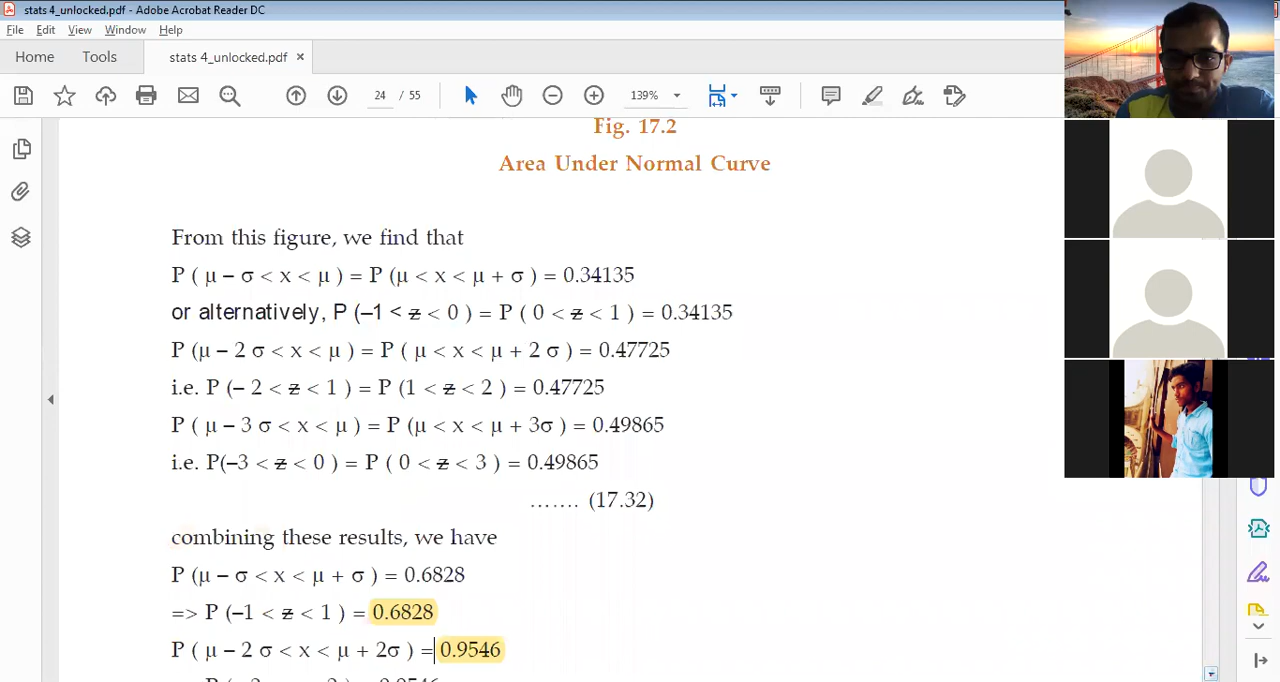 stats 4_unlocked.pdf - Adobe Acrobat Reader DC
File Edit View Window Help
Home Tools stats 4_unlocked.pdf ×
24 / 55 139%
Fig. 17.2
Area Under Normal Curve
From this figure, we find that
P ( μ – σ < x < μ ) = P (μ < x < μ + σ ) = 0.34135
or alternatively, P (–1 < ƶ < 0 ) = P ( 0 < ƶ < 1 ) = 0.34135
P (μ – 2 σ < x < μ ) = P ( μ < x < μ + 2 σ ) = 0.47725
i.e. P (– 2 < ƶ < 1 ) = P (1 < ƶ < 2 ) = 0.47725
P ( μ – 3 σ < x < μ ) = P (μ < x < μ + 3σ ) = 0.49865
i.e. P(–3 < ƶ < 0 ) = P ( 0 < ƶ < 3 ) = 0.49865
....... (17.32)
combining these results, we have
P (μ – σ < x < μ + σ ) = 0.6828
=> P (–1 < ƶ < 1 ) = 0.6828
P ( μ – 2 σ < x < μ + 2σ ) = 0.9546